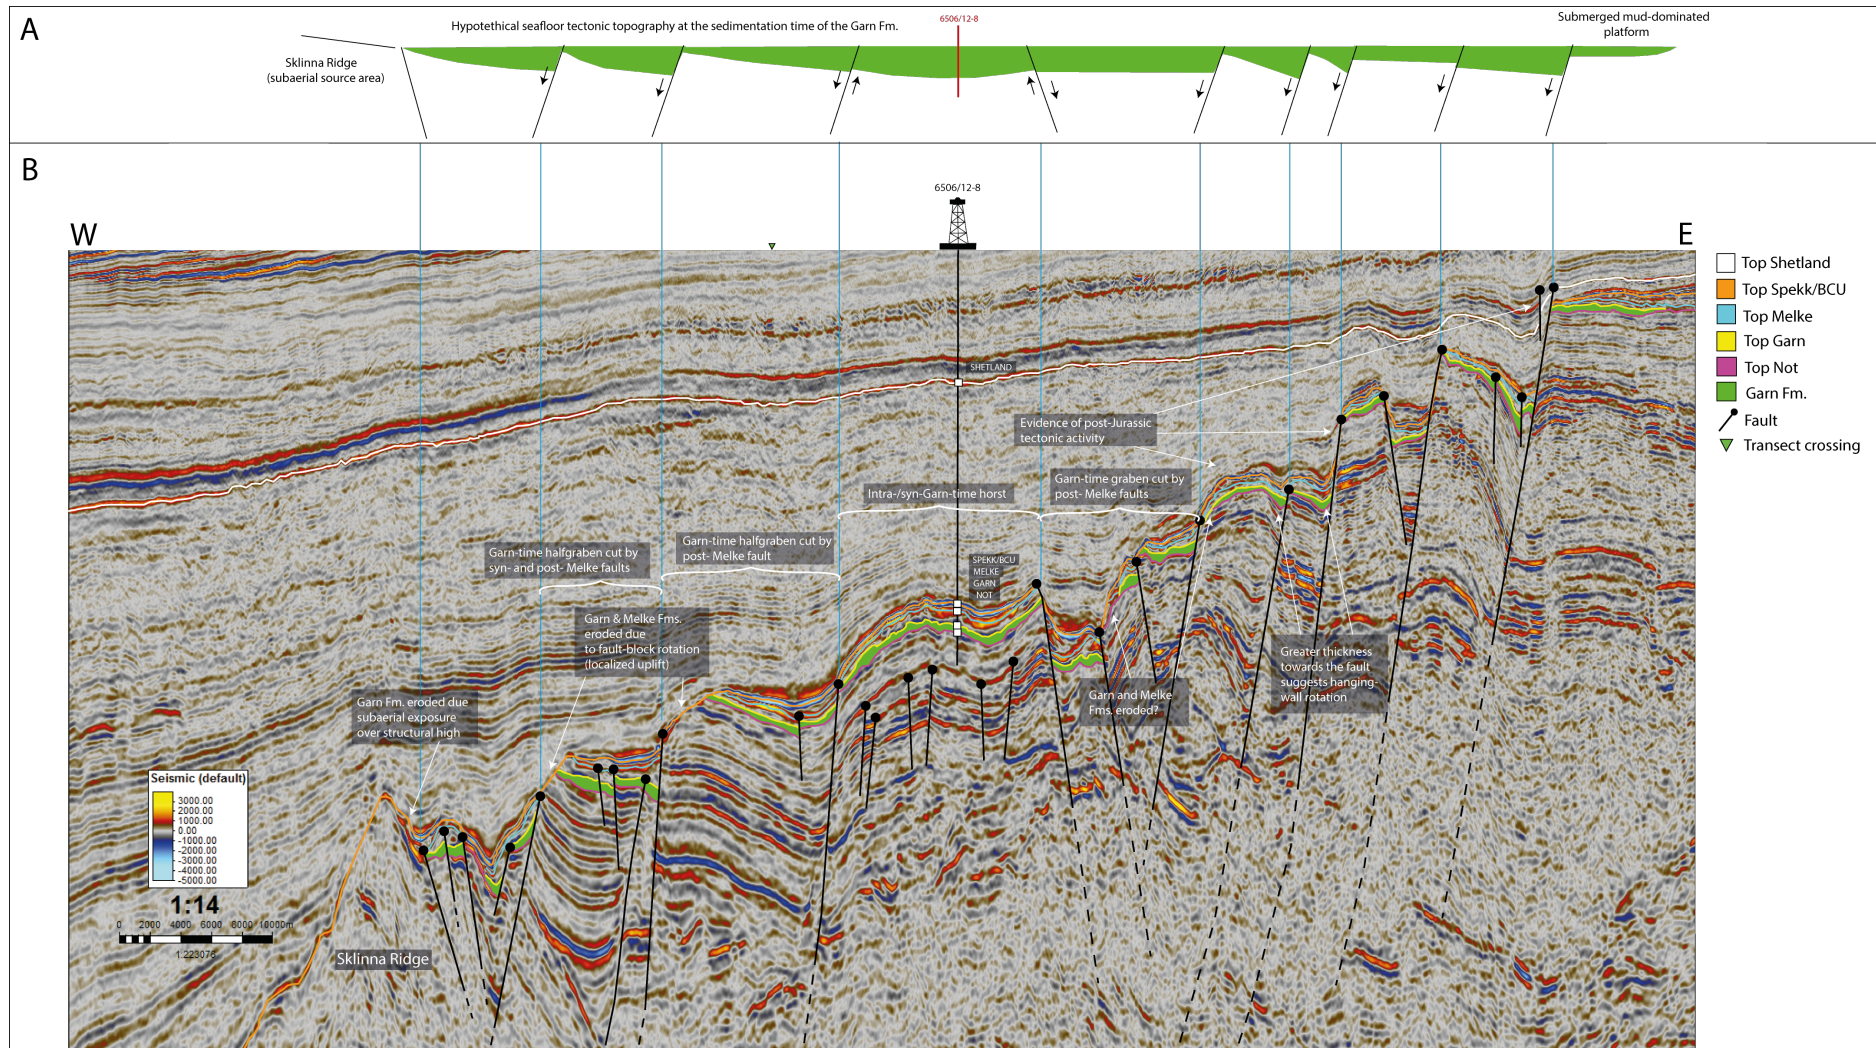 A
Hypotethical seafloor tectonic topography at the sedimentation time of the Garn Fm.
6506/12-8
Submerged mud-dominated
platform
Sklinna Ridge
(subaerial source area)
B
6506/12-8
W
E
Top Shetland
Top Spekk/BCU
Top Melke
Top Garn
Top Not
Garn Fm.
Fault
Transect crossing
SHETLAND
Evidence of post-Jurassic
tectonic activity
Intra-/syn-Garn-time horst
Garn-time graben cut by
post- Melke faults
Garn-time halfgraben cut by
post- Melke fault
Garn-time halfgraben cut by
syn- and post- Melke faults
SPEKK/BCU
MELKE
GARN
NOT
Garn & Melke Fms.
eroded due
to fault-block rotation
(localized uplift)
Greater thickness
towards the fault
suggests hanging-
wall rotation
Garn and Melke
Fms. eroded?
Garn Fm. eroded due
subaerial exposure
over structural high
Seismic (default)
3000.00
2000.00
1000.00
0.00
-1000.00
-2000.00
-3000.00
-4000.00
-5000.00
1:14
0 2000 4000 6000 8000 10000m
1:223076
Sklinna Ridge